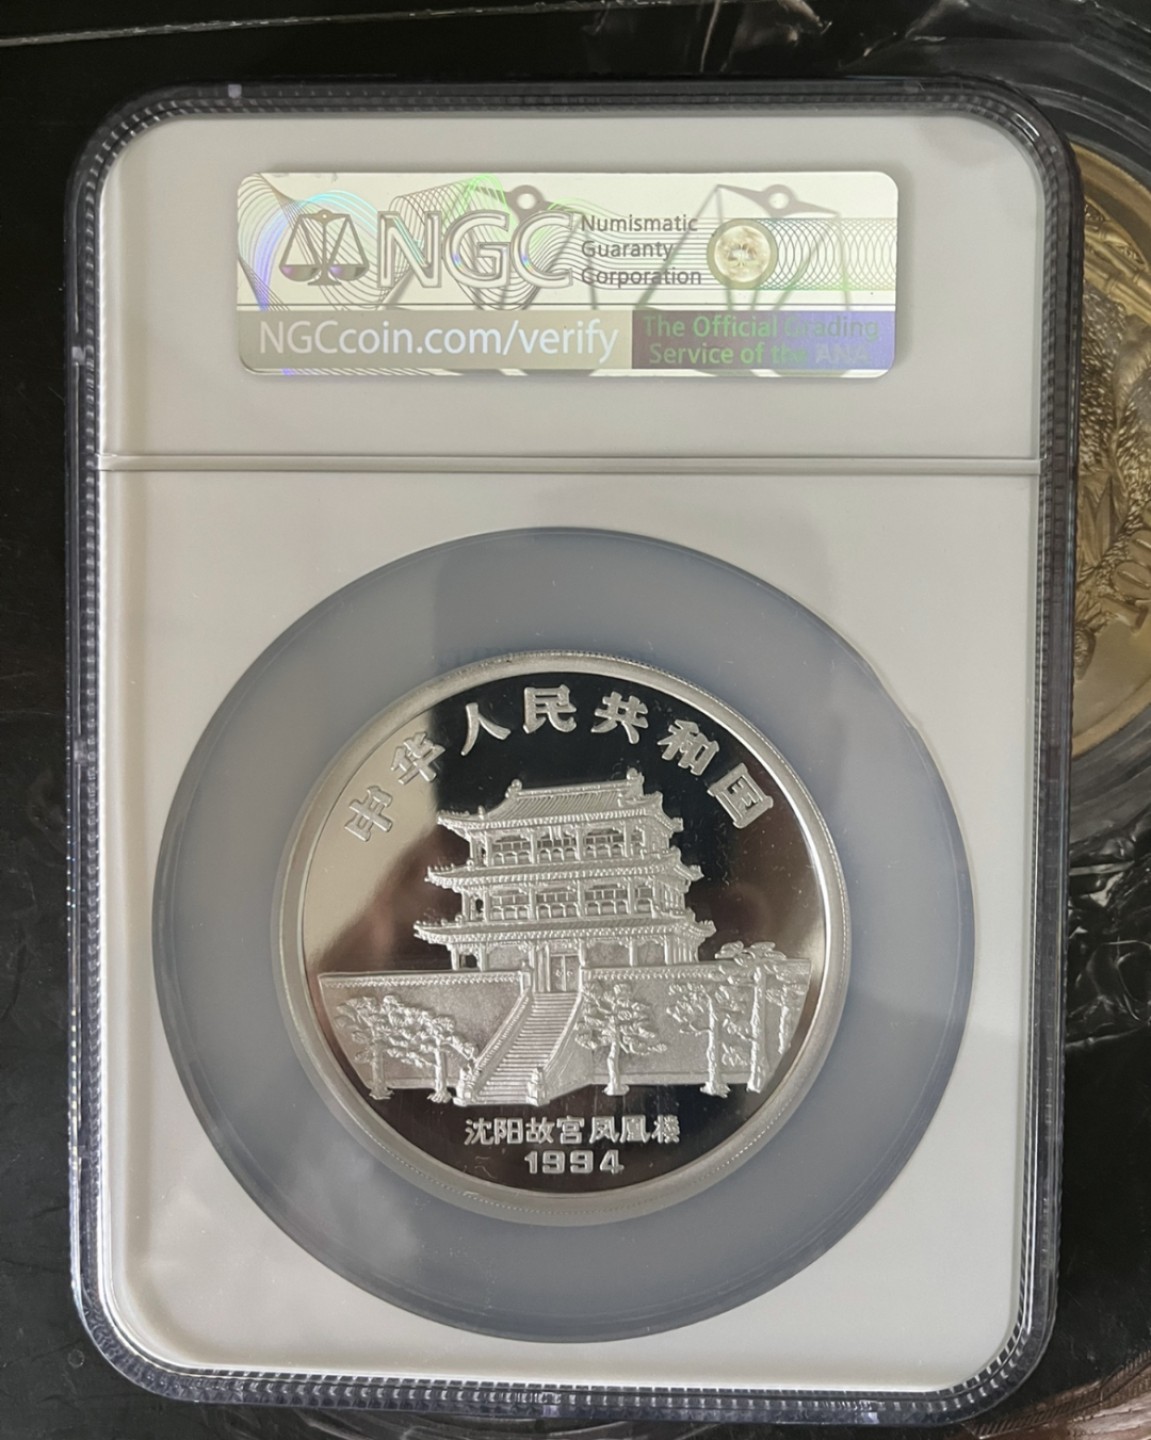 NGC
Numismatic
Guaranty
Corporation
NGCcoin.com/verify
The Official Grading
Service of the ANA
中华人民共和国
沈阳故宫凤凰楼
1994